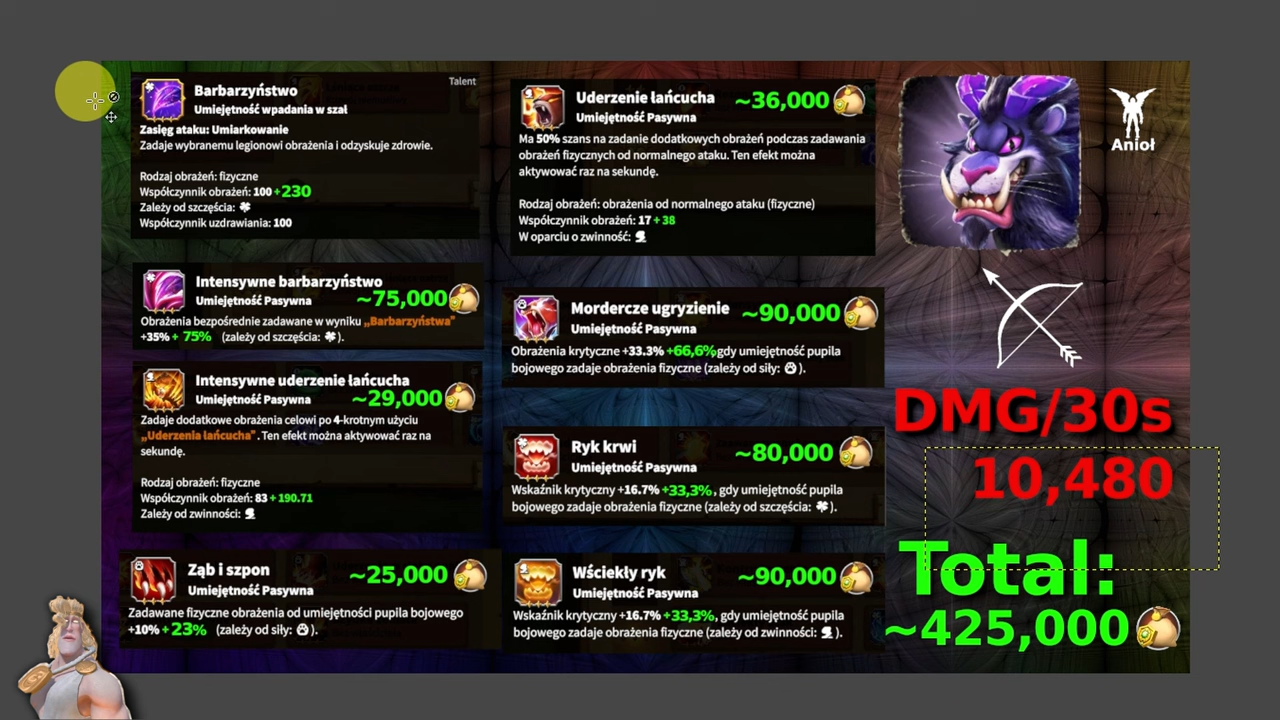 Barbarzyństwo
Talent
Umiejętność wpadania w szał
Zasięg ataku: Umiarkowanie
Zadaje wybranemu legionowi obrażenia i odzyskuje zdrowie.
Rodzaj obrażeń: fizyczne
Współczynnik obrażeń: 100 +230
Zależy od szczęścia:
Współczynnik uzdrawiania: 100
Intensywne barbarzyństwo
Umiejętność Pasywna ~75,000
Obrażenia bezpośrednie zadawane w wyniku „Barbarzyństwa"
+35% + 75% (zależy od szczęścia: ).
Intensywne uderzenie łańcucha
Umiejętność Pasywna ~29,000
Zadaje dodatkowe obrażenia celowi po 4-krotnym użyciu
„Uderzenia łańcucha". Ten efekt można aktywować raz na
sekundę.
Rodzaj obrażeń: fizyczne
Współczynnik obrażeń: 83 + 190.71
Zależy od zwinności:
Ząb i szpon ~25,000
Umiejętność Pasywna
Zadawane fizyczne obrażenia od umiejętności pupila bojowego
+10% +23% (zależy od siły: ).
Uderzenie łańcucha ~36,000
Umiejętność Pasywna
Ma 50% szans na zadanie dodatkowych obrażeń podczas zadawania
obrażeń fizycznych od normalnego ataku. Ten efekt można
aktywować raz na sekundę.
Rodzaj obrażeń: obrażenia od normalnego ataku (fizyczne)
Współczynnik obrażeń: 17 + 38
W oparciu o zwinność:
Mordercze ugryzienie ~90,000
Umiejętność Pasywna
Obrażenia krytyczne +33.3% +66,6% gdy umiejętność pupila
bojowego zadaje obrażenia fizyczne (zależy od siły: ).
Ryk krwi ~80,000
Umiejętność Pasywna
Wskaźnik krytyczny +16.7% +33,3%, gdy umiejętność pupila
bojowego zadaje obrażenia fizyczne (zależy od szczęścia: ).
Wściekły ryk ~90,000
Umiejętność Pasywna
Wskaźnik krytyczny +16.7% +33,3%, gdy umiejętność pupila
bojowego zadaje obrażenia fizyczne (zależy od zwinności: ).
Anioł
DMG/30s
10,480
Total:
~425,000